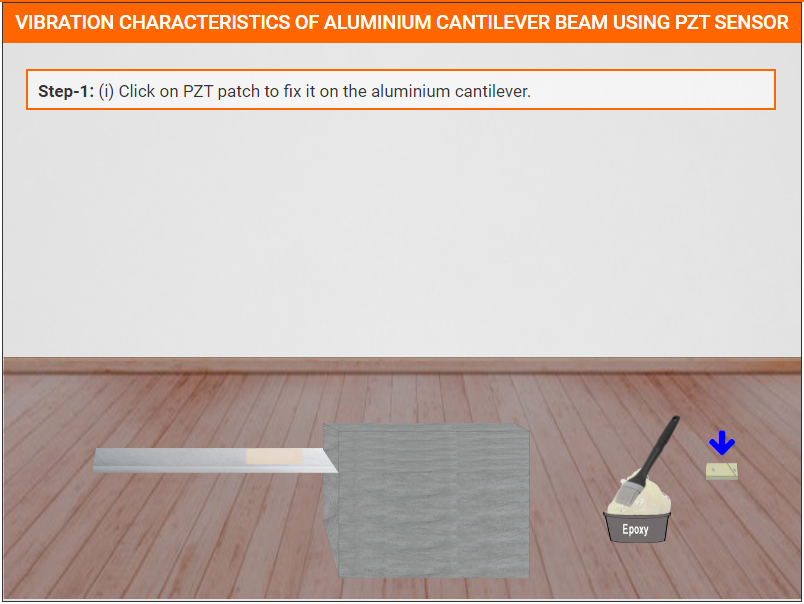 VIBRATION CHARACTERISTICS OF ALUMINIUM CANTILEVER BEAM USING PZT SENSOR
Step-1: (i) Click on PZT patch to fix it on the aluminium cantilever.
Epoxy